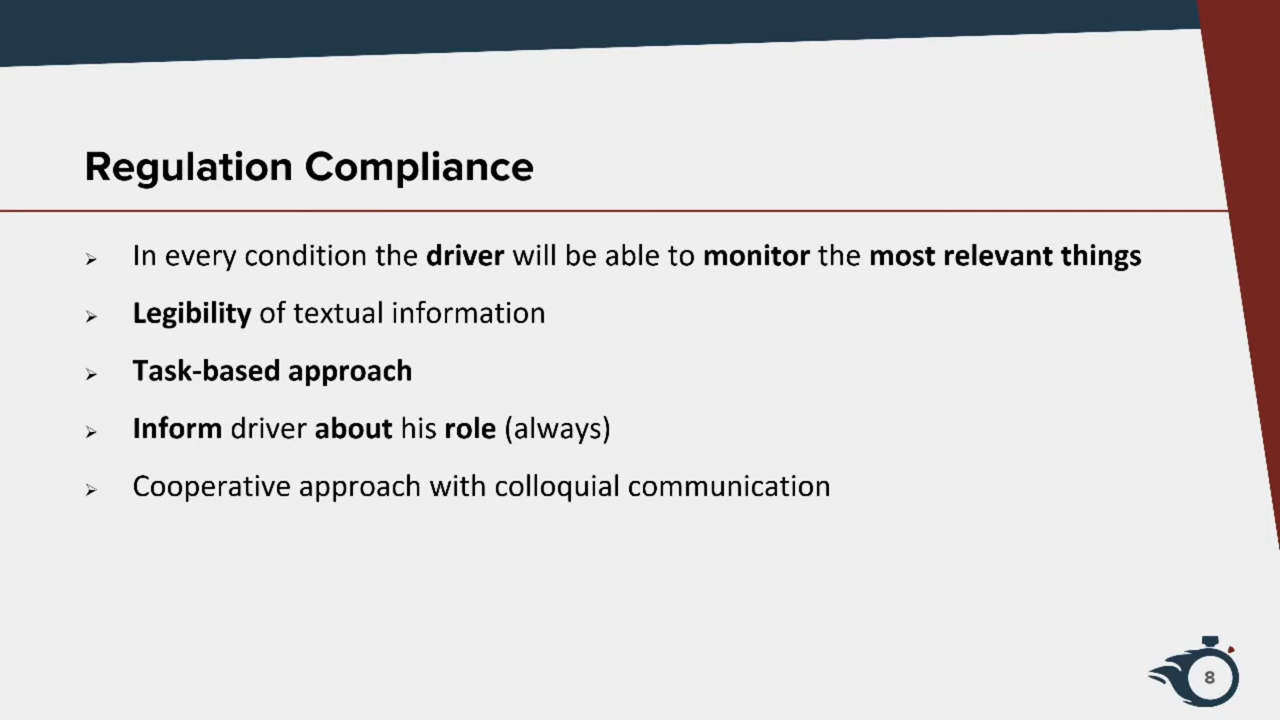 Regulation Compliance
➢ In every condition the driver will be able to monitor the most relevant things
➢ Legibility of textual information
➢ Task-based approach
➢ Inform driver about his role (always)
➢ Cooperative approach with colloquial communication
8